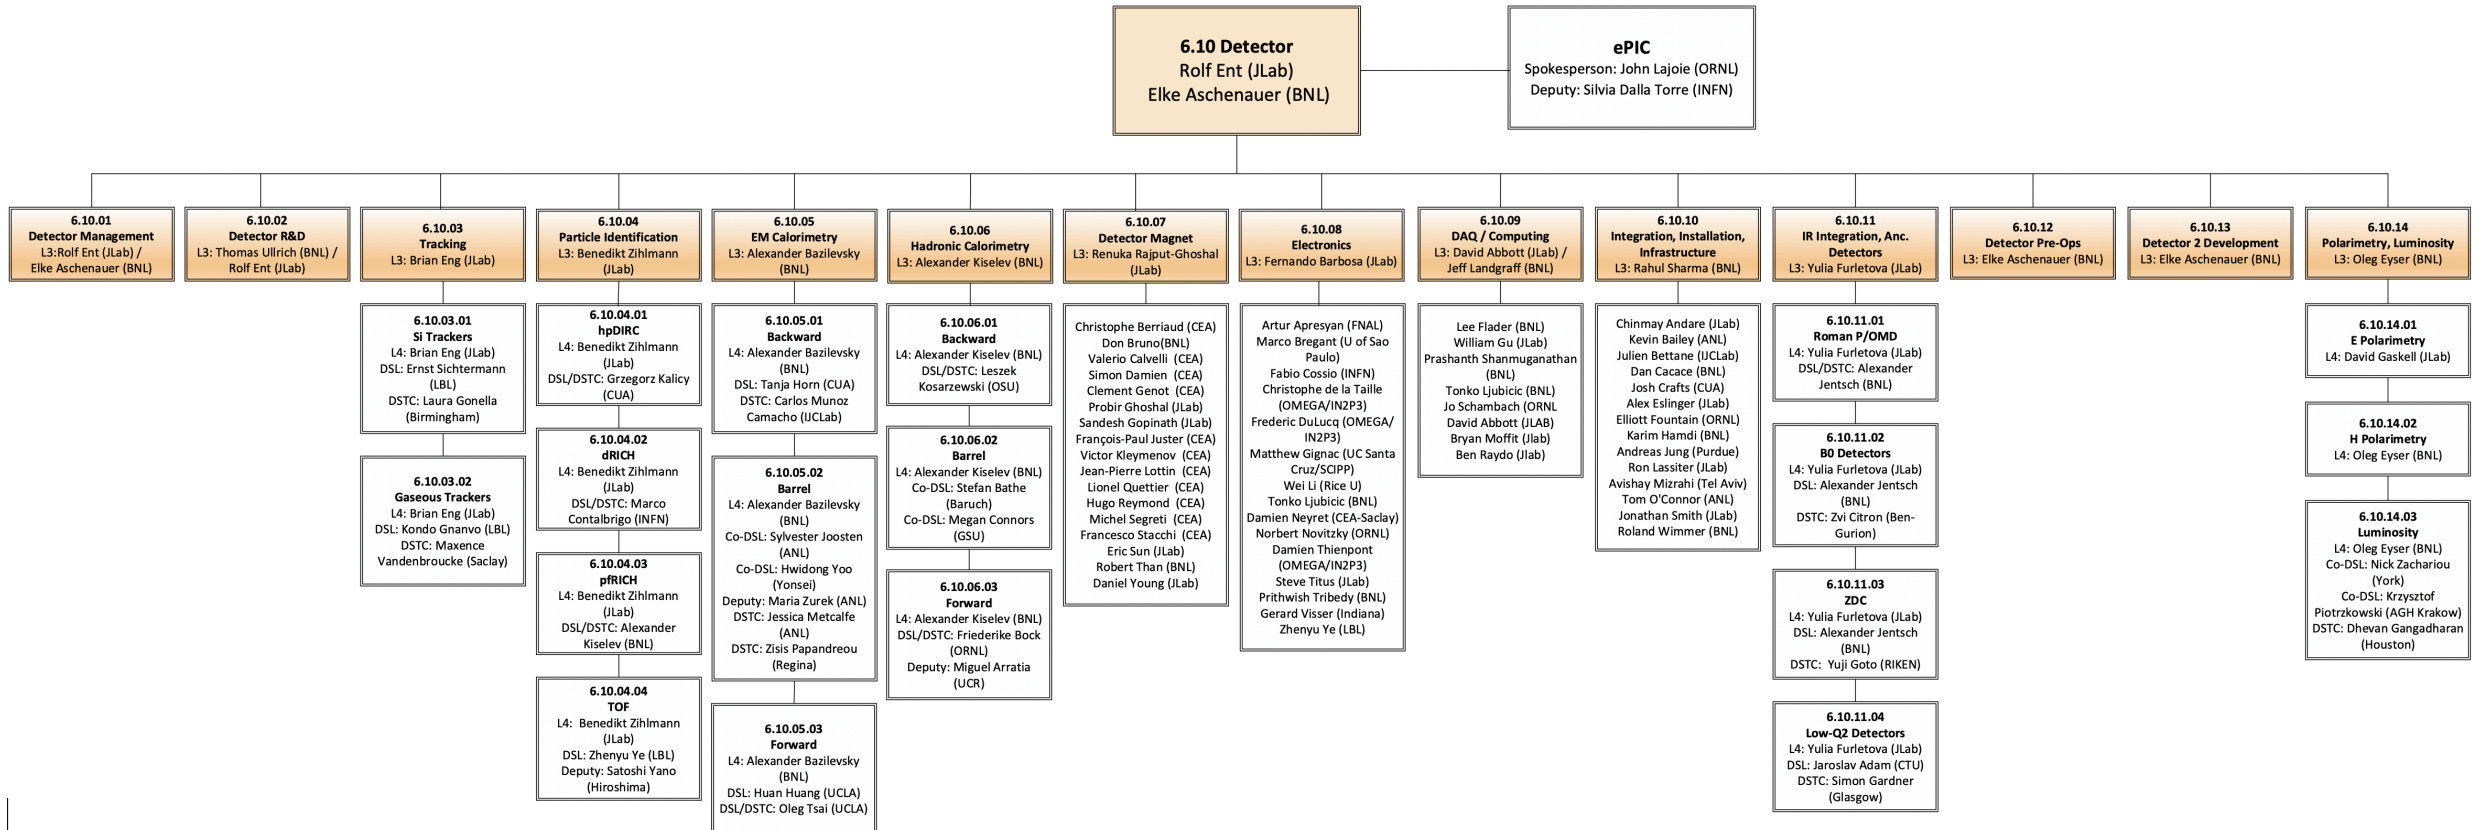 6.10 Detector
Rolf Ent (JLab)
Elke Aschenauer (BNL)
ePIC
Spokesperson: John Lajoie (ORNL)
Deputy: Silvia Dalla Torre (INFN)
6.10.01
Detector Management
L3:Rolf Ent (JLab) /
Elke Aschenauer (BNL)
6.10.02
Detector R&D
L3: Thomas Ullrich (BNL) /
Rolf Ent (JLab)
6.10.03
Tracking
L3: Brian Eng (JLab)
6.10.03.01
Si Trackers
L4: Brian Eng (JLab)
DSL: Ernst Sichtermann
(LBL)
DSTC: Laura Gonella
(Birmingham)
6.10.03.02
Gaseous Trackers
L4: Brian Eng (JLab)
DSL: Kondo Gnanvo (LBL)
DSTC: Maxence
Vandenbroucke (Saclay)
6.10.04
Particle Identification
L3: Benedikt Zihlmann
(JLab)
6.10.04.01
hpDIRC
L4: Benedikt Zihlmann
(JLab)
DSL/DSTC: Grzegorz Kalicy
(CUA)
6.10.04.02
dRICH
L4: Benedikt Zihlmann
(JLab)
DSL/DSTC: Marco
Contalbrigo (INFN)
6.10.04.03
pfRICH
L4: Benedikt Zihlmann
(JLab)
DSL/DSTC: Alexander
Kiselev (BNL)
6.10.04.04
TOF
L4: Benedikt Zihlmann
(JLab)
DSL: Zhenyu Ye (LBL)
Deputy: Satoshi Yano
(Hiroshima)
6.10.05
EM Calorimetry
L3: Alexander Bazilevsky
(BNL)
6.10.05.01
Backward
L4: Alexander Bazilevsky
(BNL)
DSL: Tanja Horn (CUA)
DSTC: Carlos Munoz
Camacho (IJCLab)
6.10.05.02
Barrel
L4: Alexander Bazilevsky
(BNL)
Co-DSL: Sylvester Joosten
(ANL)
Co-DSL: Hwidong Yoo
(Yonsei)
Deputy: Maria Zurek (ANL)
DSTC: Jessica Metcalfe
(ANL)
DSTC: Zisis Papandreou
(Regina)
6.10.05.03
Forward
L4: Alexander Bazilevsky
(BNL)
DSL: Huan Huang (UCLA)
DSL/DSTC: Oleg Tsai (UCLA)
6.10.06
Hadronic Calorimetry
L3: Alexander Kiselev (BNL)
6.10.06.01
Backward
L4: Alexander Kiselev (BNL)
DSL/DSTC: Leszek
Kosarzewski (OSU)
6.10.06.02
Barrel
L4: Alexander Kiselev (BNL)
Co-DSL: Stefan Bathe
(Baruch)
Co-DSL: Megan Connors
(GSU)
6.10.06.03
Forward
L4: Alexander Kiselev (BNL)
DSL/DSTC: Friederike Bock
(ORNL)
Deputy: Miguel Arratia
(UCR)
6.10.07
Detector Magnet
L3: Renuka Rajput-Ghoshal
(JLab)
Christophe Berriaud (CEA)
Don Bruno(BNL)
Valerio Calvelli (CEA)
Simon Damien (CEA)
Clement Genot (CEA)
Probir Ghoshal (JLab)
Sandesh Gopinath (JLab)
François-Paul Juster (CEA)
Victor Kleymenov (CEA)
Jean-Pierre Lottin (CEA)
Lionel Quettier (CEA)
Hugo Reymond (CEA)
Michel Segreti (CEA)
Francesco Stacchi (CEA)
Eric Sun (JLab)
Robert Than (BNL)
Daniel Young (JLab)
6.10.08
Electronics
L3: Fernando Barbosa (JLab)
Artur Apresyan (FNAL)
Marco Bregant (U of Sao
Paulo)
Fabio Cossio (INFN)
Christophe de la Taille
(OMEGA/IN2P3)
Frederic DuLucq (OMEGA/
IN2P3)
Matthew Gignac (UC Santa
Cruz/SCIPP)
Wei Li (Rice U)
Tonko Ljubicic (BNL)
Damien Neyret (CEA-Saclay)
Norbert Novitzky (ORNL)
Damien Thienpont
(OMEGA/IN2P3)
Steve Titus (JLab)
Prithwish Tribedy (BNL)
Gerard Visser (Indiana)
Zhenyu Ye (LBL)
6.10.09
DAQ / Computing
L3: David Abbott (JLab) /
Jeff Landgraff (BNL)
Lee Flader (BNL)
William Gu (JLab)
Prashanth Shanmuganathan
(BNL)
Tonko Ljubicic (BNL)
Jo Schambach (ORNL
David Abbott (JLAB)
Bryan Moffit (Jlab)
Ben Raydo (Jlab)
6.10.10
Integration, Installation,
Infrastructure
L3: Rahul Sharma (BNL)
Chinmay Andare (JLab)
Kevin Bailey (ANL)
Julien Bettane (IJCLab)
Dan Cacace (BNL)
Josh Crafts (CUA)
Alex Eslinger (JLab)
Elliott Fountain (ORNL)
Karim Hamdi (BNL)
Andreas Jung (Purdue)
Ron Lassiter (JLab)
Avishay Mizrahi (Tel Aviv)
Tom O'Connor (ANL)
Jonathan Smith (JLab)
Roland Wimmer (BNL)
6.10.11
IR Integration, Anc.
Detectors
L3: Yulia Furletova (JLab)
6.10.11.01
Roman P/OMD
L4: Yulia Furletova (JLab)
DSL/DSTC: Alexander
Jentsch (BNL)
6.10.11.02
B0 Detectors
L4: Yulia Furletova (JLab)
DSL: Alexander Jentsch
(BNL)
DSTC: Zvi Citron (Ben-
Gurion)
6.10.11.03
ZDC
L4: Yulia Furletova (JLab)
DSL: Alexander Jentsch
(BNL)
DSTC: Yuji Goto (RIKEN)
6.10.11.04
Low-Q2 Detectors
L4: Yulia Furletova (JLab)
DSL: Jaroslav Adam (CTU)
DSTC: Simon Gardner
(Glasgow)
6.10.12
Detector Pre-Ops
L3: Elke Aschenauer (BNL)
6.10.13
Detector 2 Development
L3: Elke Aschenauer (BNL)
6.10.14
Polarimetry, Luminosity
L3: Oleg Eyser (BNL)
6.10.14.01
E Polarimetry
L4: David Gaskell (JLab)
6.10.14.02
H Polarimetry
L4: Oleg Eyser (BNL)
6.10.14.03
Luminosity
L4: Oleg Eyser (BNL)
Co-DSL: Nick Zachariou
(York)
Co-DSL: Krzysztof
Piotrzkowski (AGH Krakow)
DSTC: Dhevan Gangadharan
(Houston)